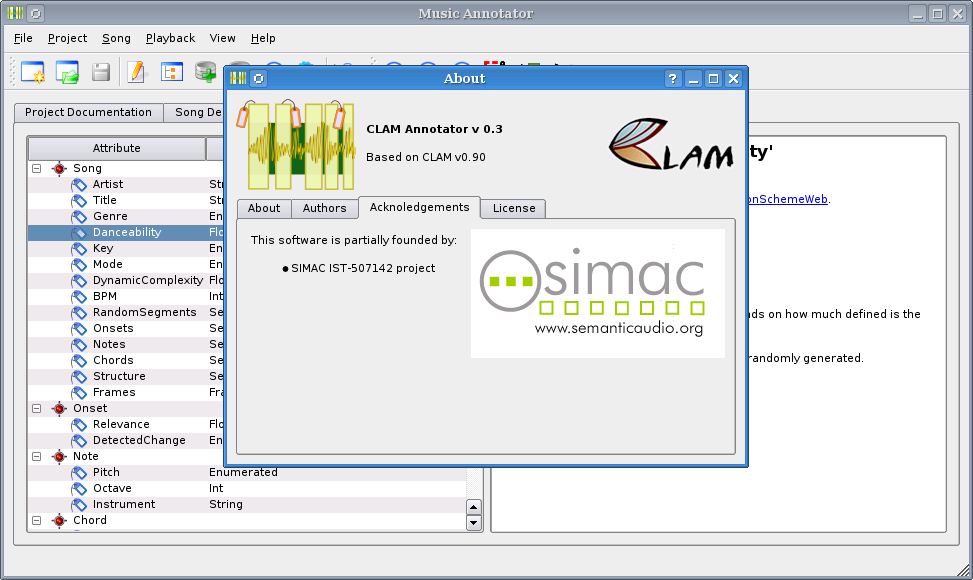 Music Annotator
File Project Song Playback View Help
Project Documentation Song De
Attribute
Song
Artist Str
Title Str
Genre En
Danceability Flo
Key En
Mode En
DynamicComplexity Flo
BPM Int
RandomSegments Se
Onsets Se
Notes Se
Chords Se
Structure Se
Frames Fra
Onset
Relevance Flo
DetectedChange En
Note
Pitch Enumerated
Octave Int
Instrument String
Chord
ty'
onSchemeWeb.
ds on how much defined is the
randomly generated.
About
CLAM Annotator v 0.3
Based on CLAM v0.90
CLAM
About Authors Acknoledgements License
This software is partially founded by:
SIMAC IST-507142 project
simac
www.semanticaudio.org